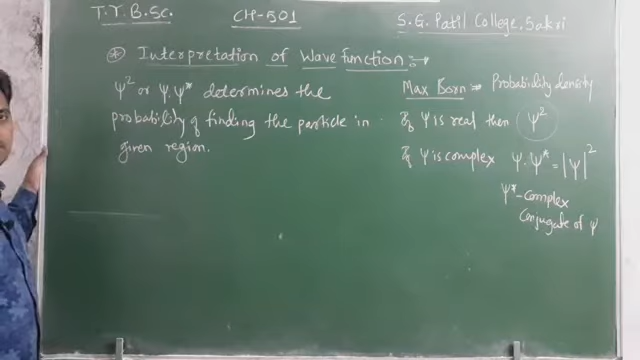 T.Y.B.Sc.
CH-501
S. G. Patil College, Sakri
* Interpretation of Wave function :→
ψ² or ψ.ψ* determines the
probability of finding the particle in
given region.
Max Born ⇒ Probability density
If ψ is real then ψ²
If ψ is complex ψ.ψ* = |ψ|²
ψ* - Complex
Conjugate of ψ